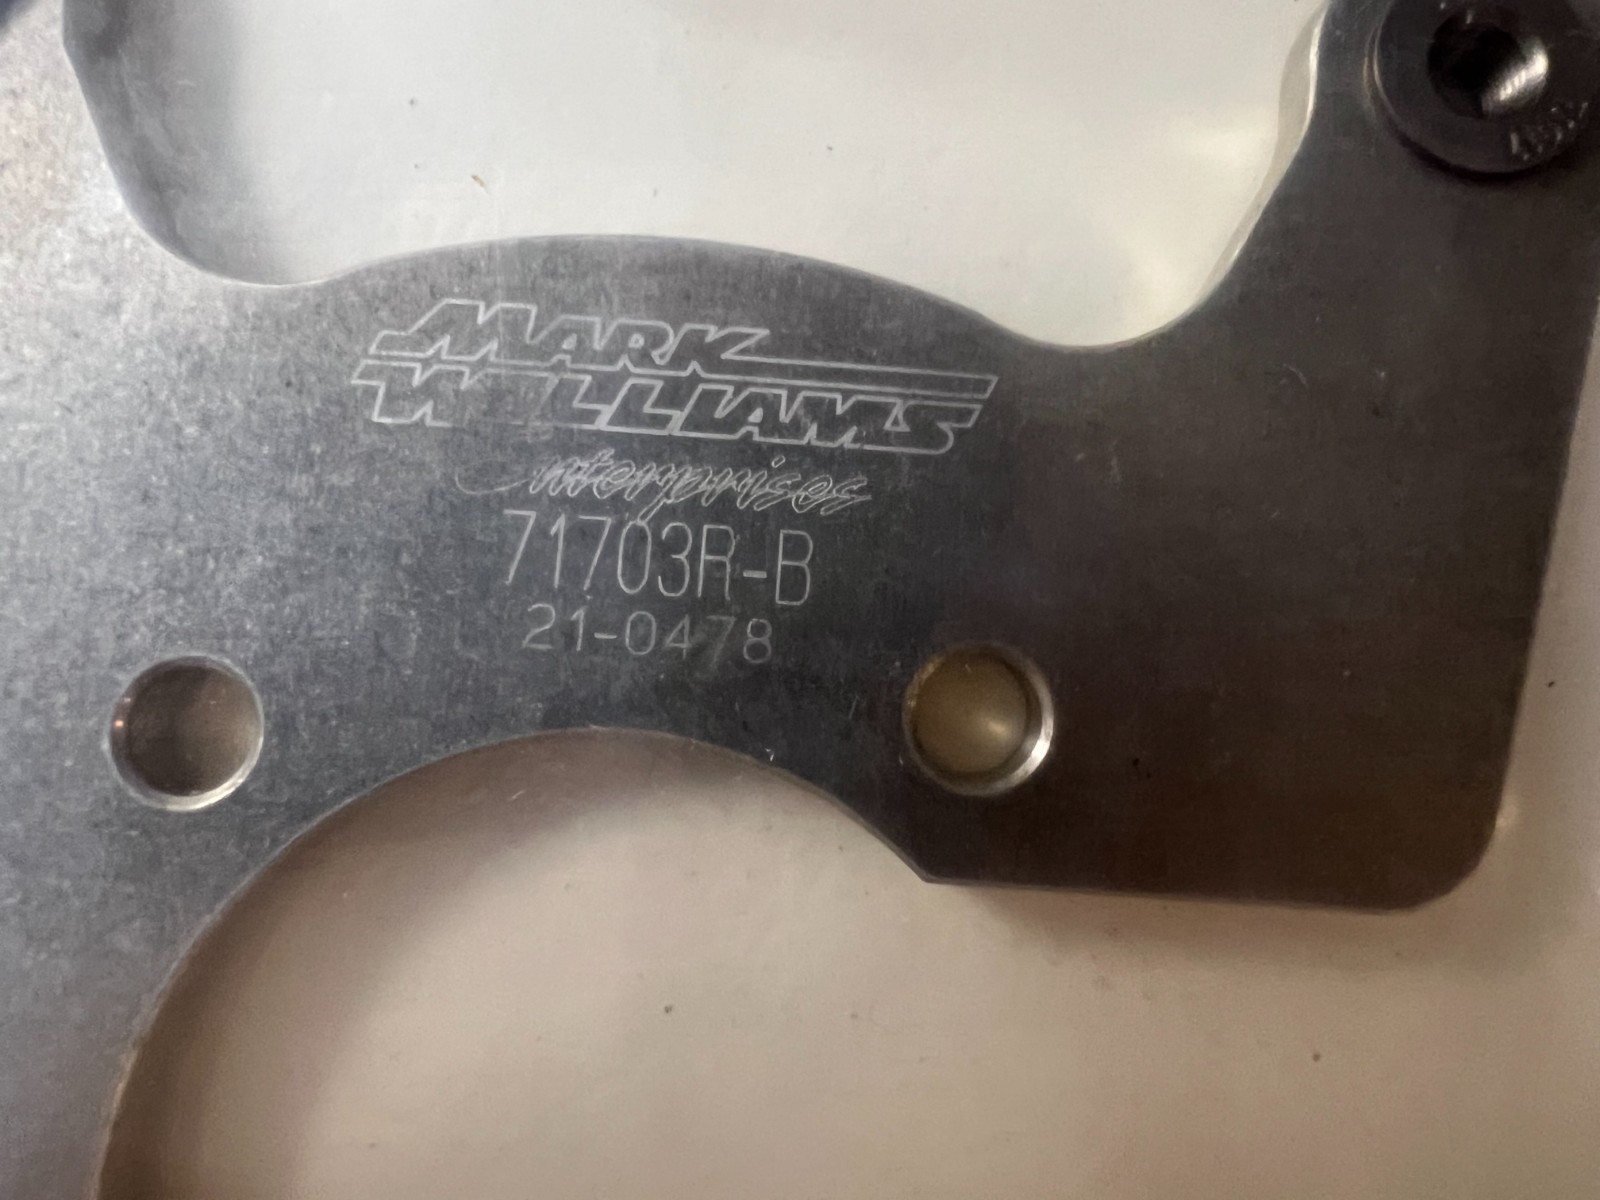 MARK
WILLIAMS
Enterprises
71703R-B
21-0478